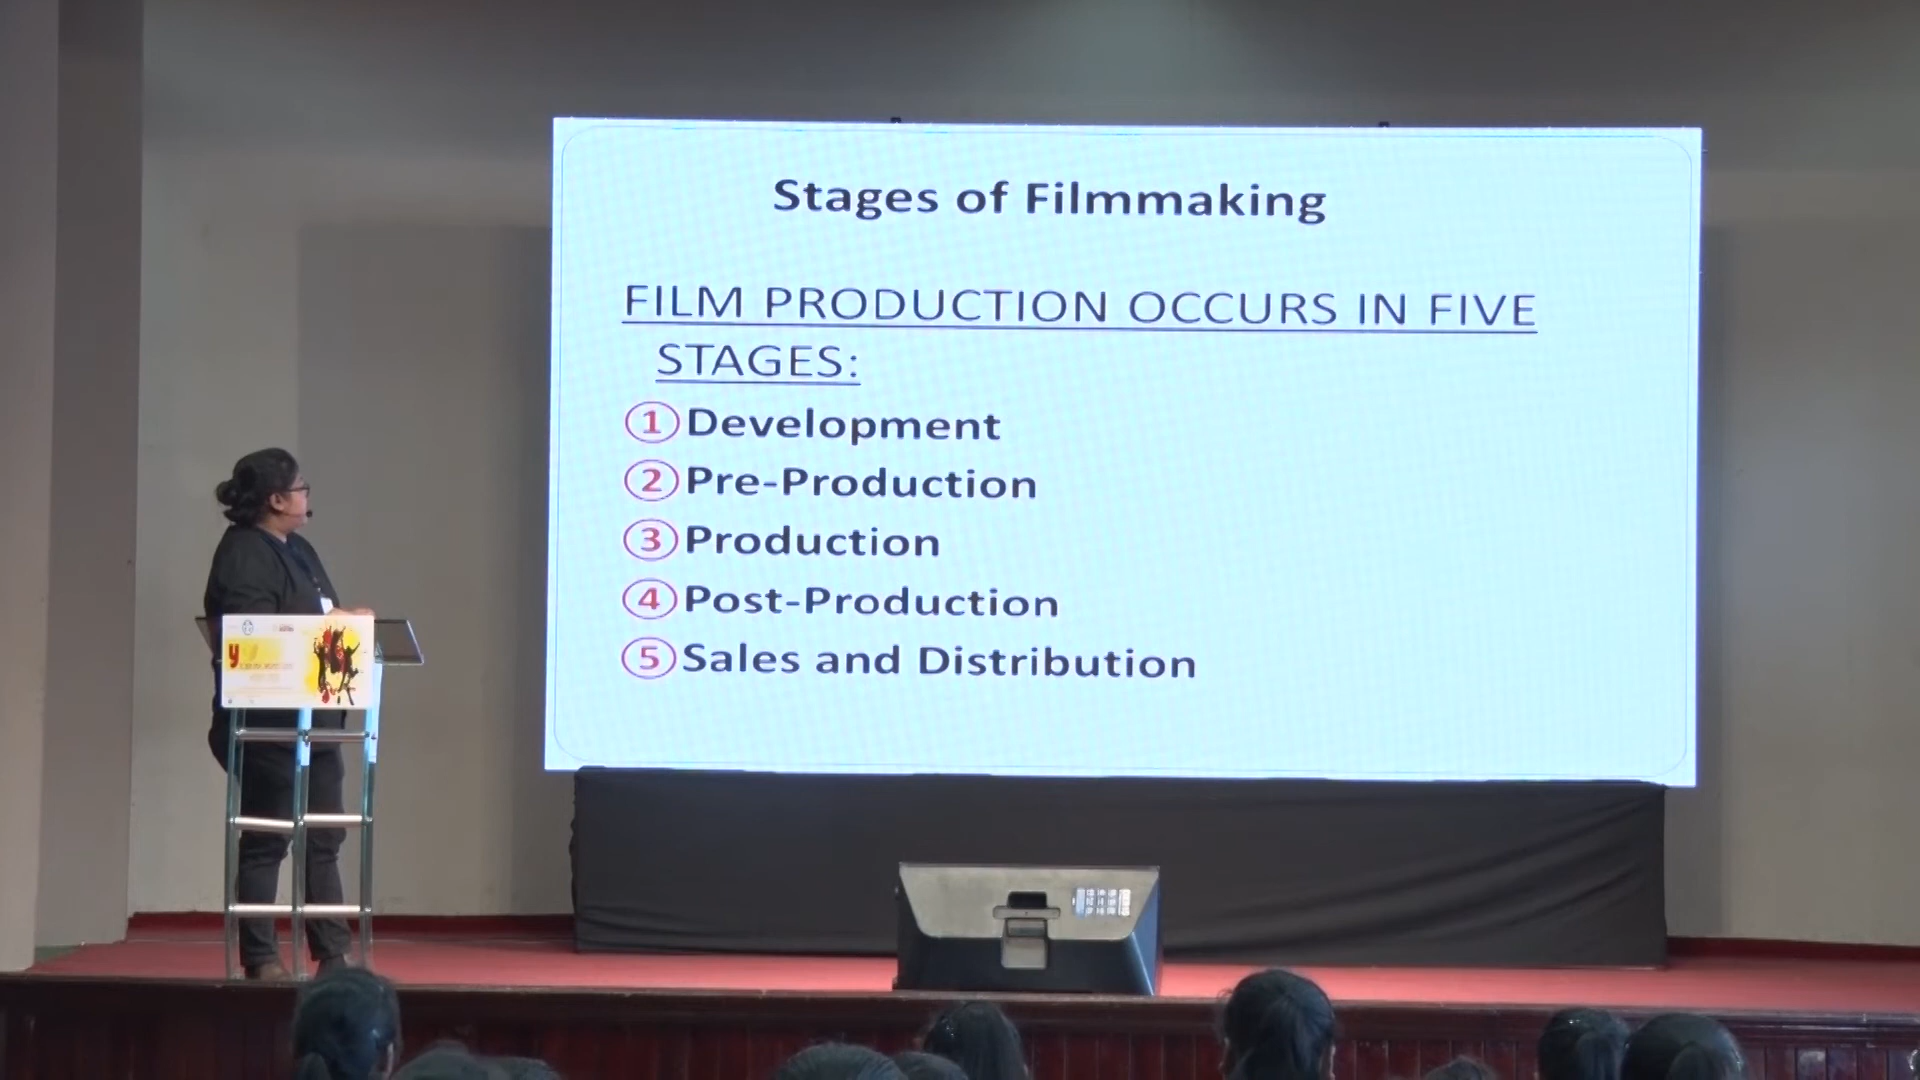 Stages of Filmmaking
FILM PRODUCTION OCCURS IN FIVE
STAGES:
1 Development
2 Pre-Production
3 Production
4 Post-Production
5 Sales and Distribution